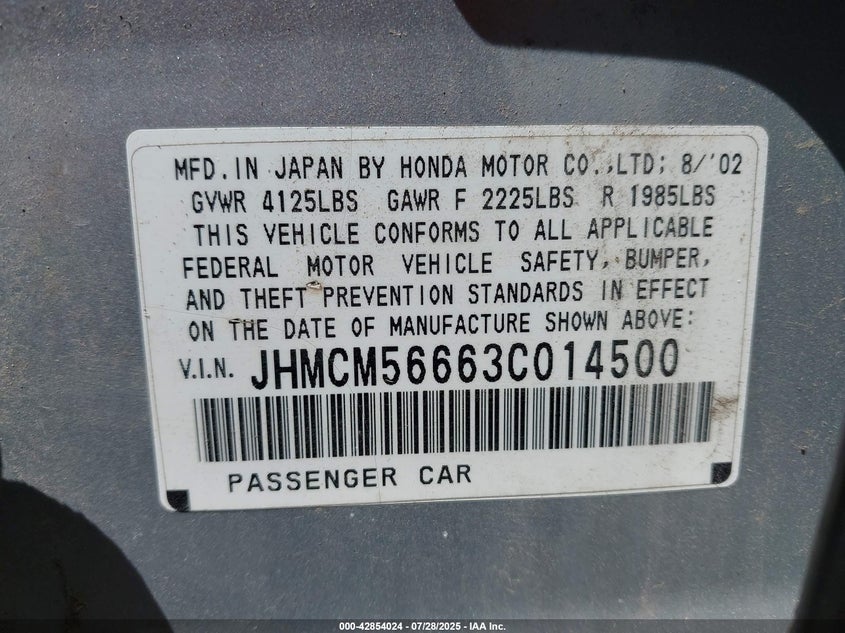 MFD. IN JAPAN BY HONDA MOTOR CO.,LTD; 8/'02
GVWR 4125LBS GAWR F 2225LBS R 1985LBS
THIS VEHICLE CONFORMS TO ALL APPLICABLE
FEDERAL MOTOR VEHICLE SAFETY, BUMPER,
AND THEFT PREVENTION STANDARDS IN EFFECT
ON THE DATE OF MANUFACTURE SHOWN ABOVE:
V.I.N. JHMCM56663C014500
PASSENGER CAR
000-42854024 | 07/28/2025 - IAA Inc.